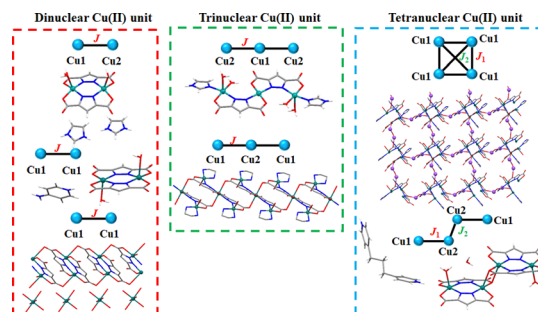 Dinuclear Cu(II) unit
J
Cu1 Cu2
J
Cu1 Cu1
J
Cu1 Cu1
Trinuclear Cu(II) unit
J
Cu2 Cu1 Cu2
J
Cu1 Cu2 Cu1
Tetranuclear Cu(II) unit
Cu1 Cu1
J2 J1
Cu1 Cu1
Cu2
Cu1
J1 J2
Cu1
Cu2